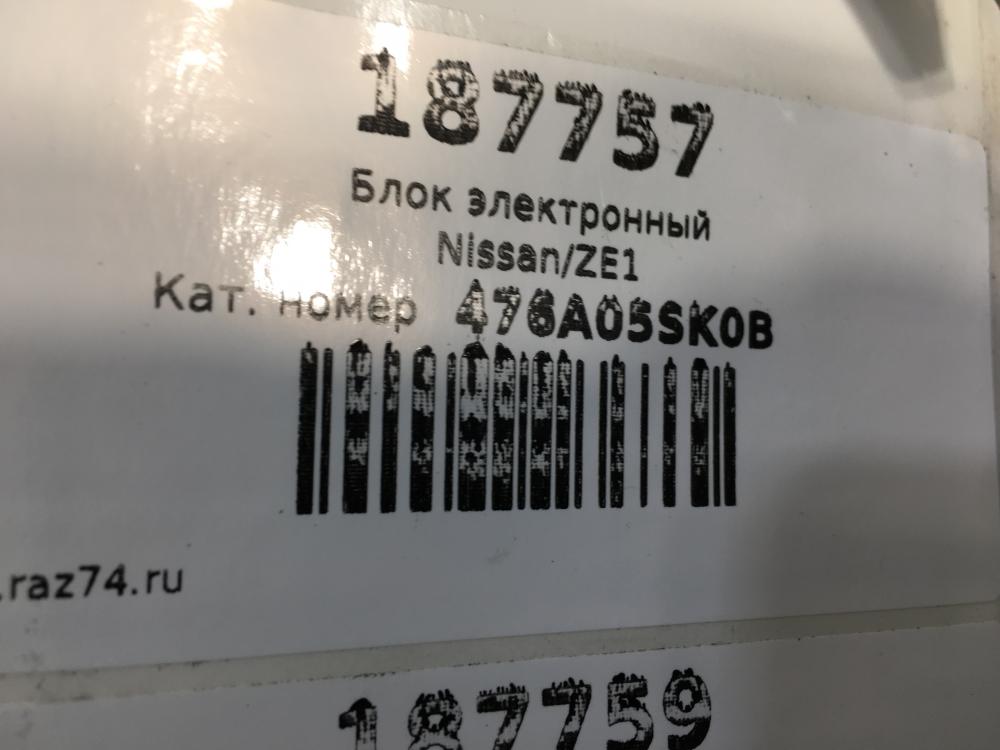 187757
Блок электронный
Nissan/ZE1
Кат. номер 476A05SK0B
.raz74.ru
187759